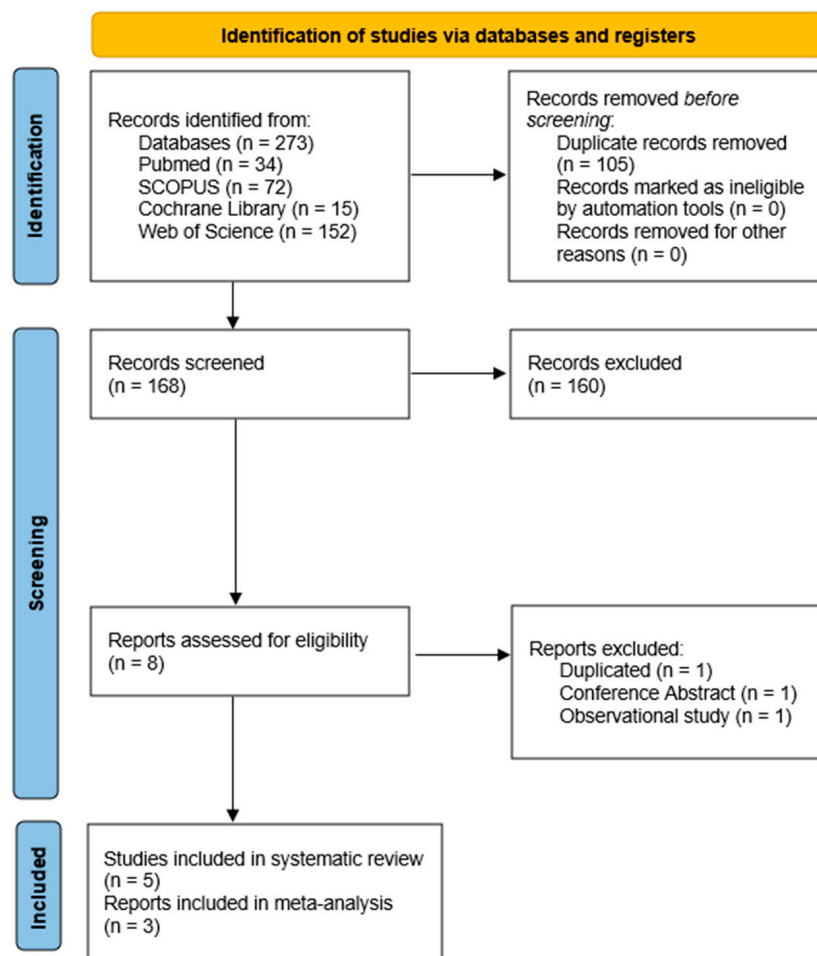 Identification of studies via databases and registers
Identification
Records identified from:
Databases (n = 273)
Pubmed (n = 34)
SCOPUS (n = 72)
Cochrane Library (n = 15)
Web of Science (n = 152)
Records removed before
screening:
Duplicate records removed
(n = 105)
Records marked as ineligible
by automation tools (n = 0)
Records removed for other
reasons (n = 0)
Screening
Records screened
(n = 168)
Records excluded
(n = 160)
Reports assessed for eligibility
(n = 8)
Reports excluded:
Duplicated (n = 1)
Conference Abstract (n = 1)
Observational study (n = 1)
Included
Studies included in systematic review
(n = 5)
Reports included in meta-analysis
(n = 3)